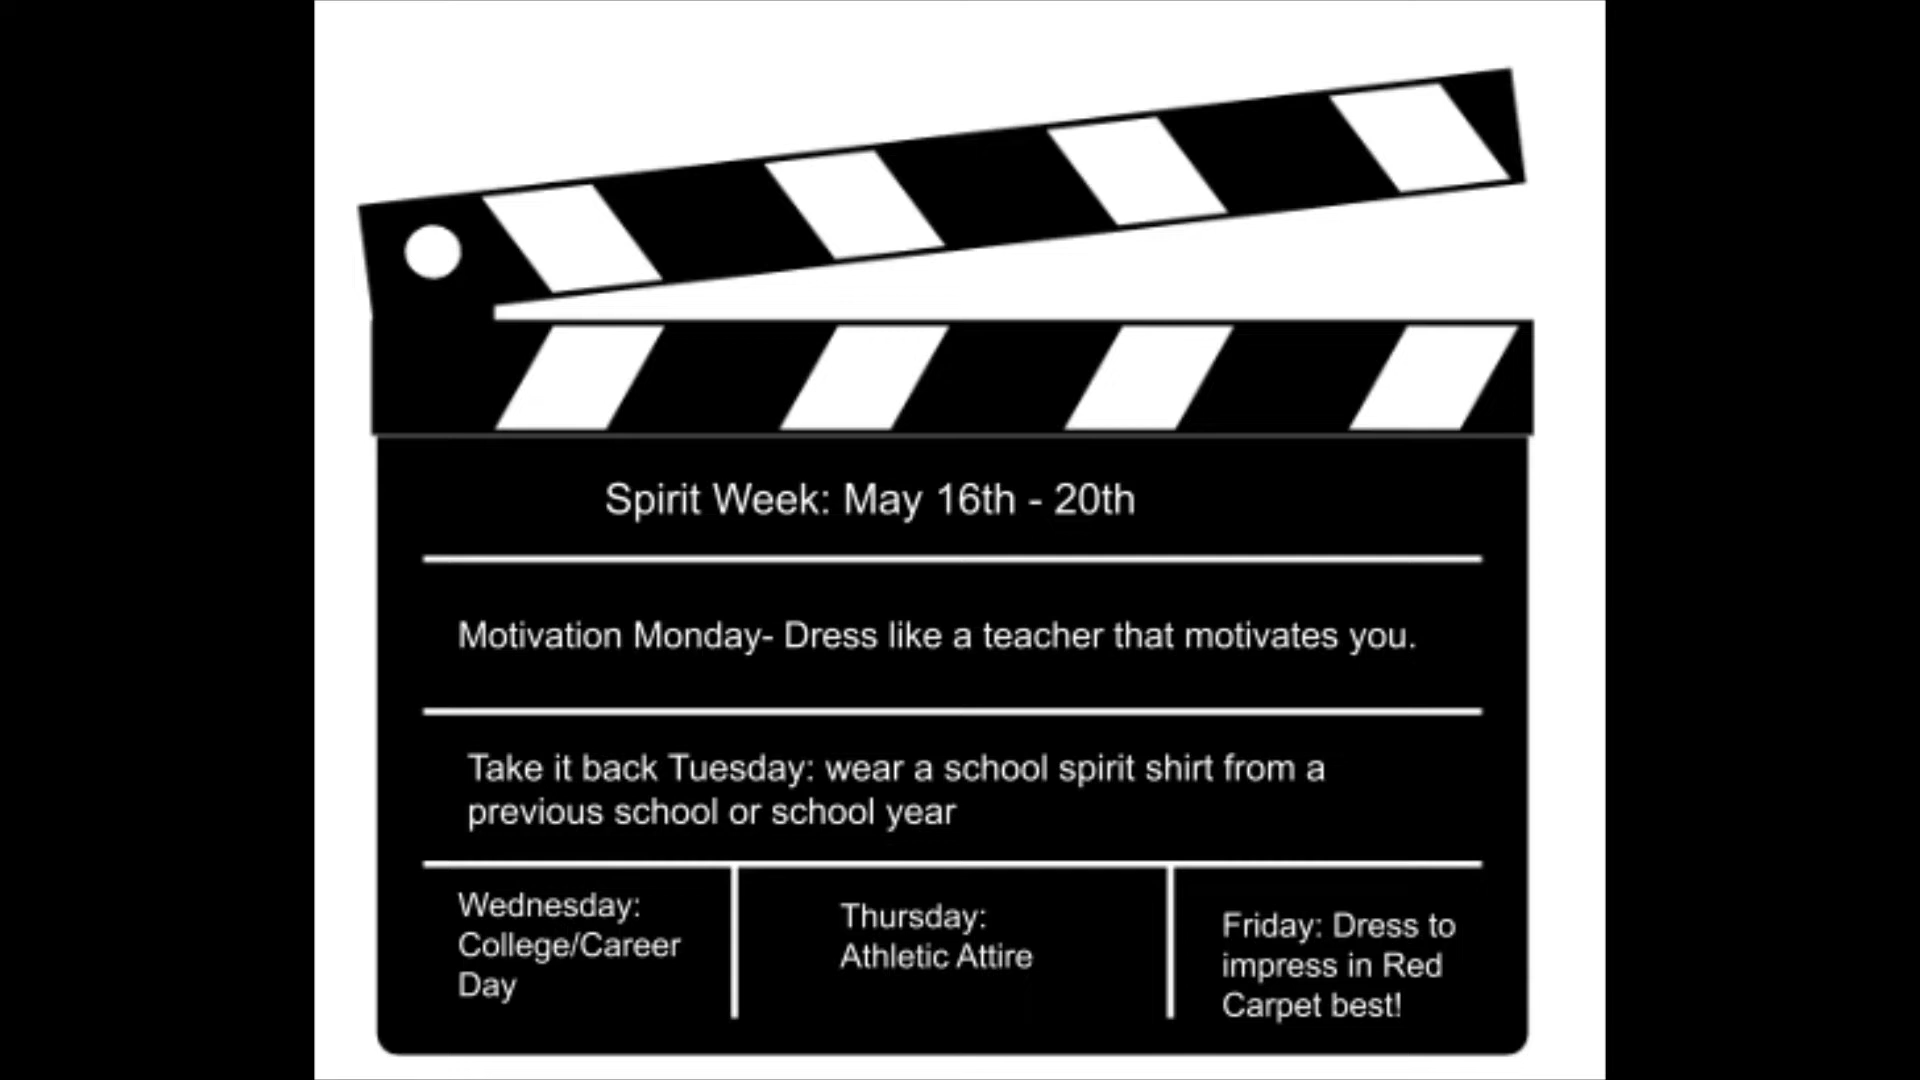 Spirit Week: May 16th - 20th
Motivation Monday- Dress like a teacher that motivates you.
Take it back Tuesday: wear a school spirit shirt from a
previous school or school year
Wednesday:
College/Career
Day
Thursday:
Athletic Attire
Friday: Dress to
impress in Red
Carpet best!